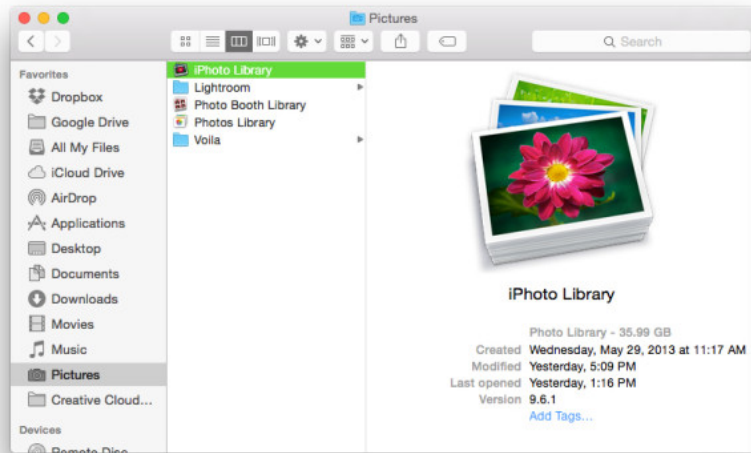 Pictures
Search
Favorites
Dropbox
Google Drive
All My Files
iCloud Drive
AirDrop
Applications
Desktop
Documents
Downloads
Movies
Music
Pictures
Creative Cloud...
Devices
Remote Disc
iPhoto Library
Lightroom
Photo Booth Library
Photos Library
Voila
iPhoto Library
Photo Library - 35.99 GB
Created Wednesday, May 29, 2013 at 11:17 AM
Modified Yesterday, 5:09 PM
Last opened Yesterday, 1:16 PM
Version 9.6.1
Add Tags...